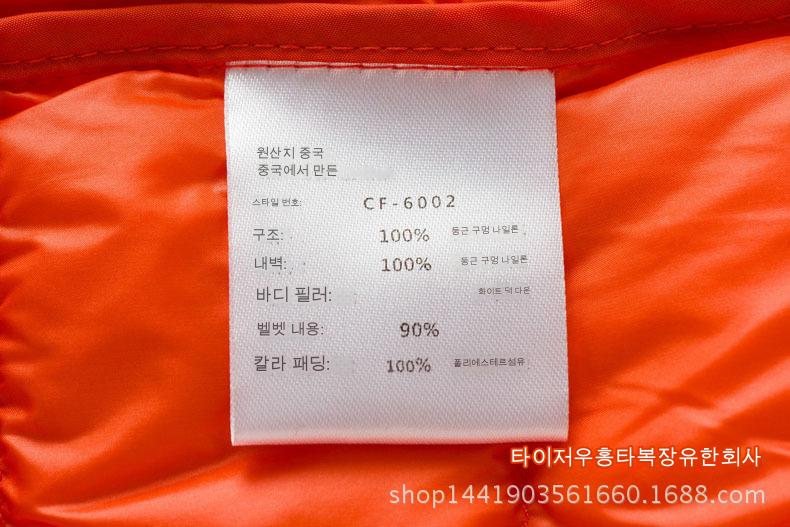 원산지 중국
중국에서 만든
스타일 번호: CF-6002
구조: 100% 둥근 구멍 나일론
내벽: 100% 둥근 구멍 나일론
바디 필러: 화이트 덕 다운
벨벳 내용: 90%
칼라 패딩: 100% 폴리에스테르섬유
타이저우홍타복장유한회사
shop1441903561660.1688.com